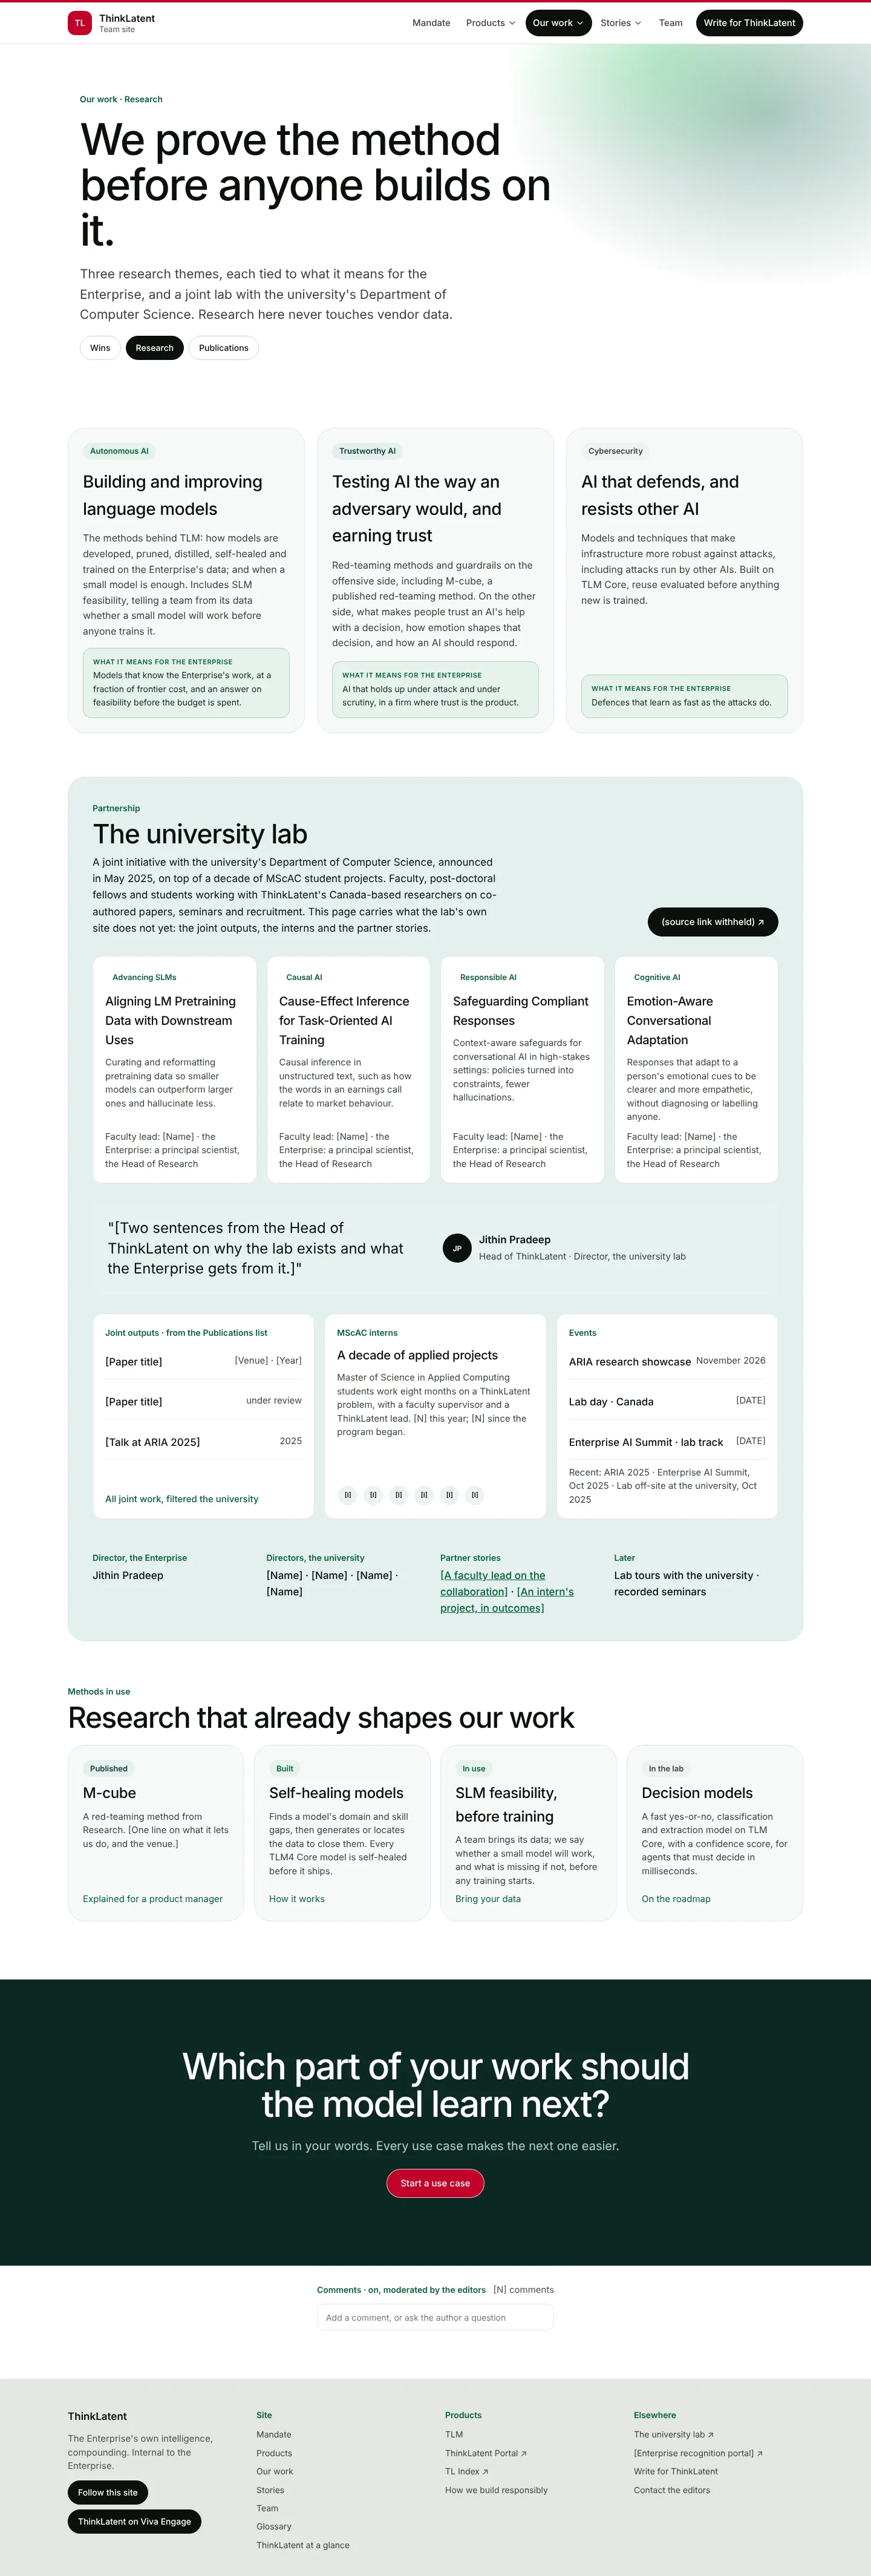 TL
ThinkLatent
Team site
Mandate
Products
Our work
Stories
Team
Write for ThinkLatent
Our work · Research
We prove the method
before anyone builds on
it.
Three research themes, each tied to what it means for the
Enterprise, and a joint lab with the university's Department of
Computer Science. Research here never touches vendor data.
Wins
Research
Publications
Autonomous AI
Building and improving
language models
The methods behind TLM: how models are
developed, pruned, distilled, self-healed and
trained on the Enterprise's data; and when a
small model is enough. Includes SLM
feasibility, telling a team from its data
whether a small model will work before
anyone trains it.
WHAT IT MEANS FOR THE ENTERPRISE
Models that know the Enterprise's work, at a
fraction of frontier cost, and an answer on
feasibility before the budget is spent.
Trustworthy AI
Testing AI the way an
adversary would, and
earning trust
Red-teaming methods and guardrails on the
offensive side, including M-cube, a
published red-teaming method. On the other
side, what makes people trust an AI's help
with a decision, how emotion shapes that
decision, and how an AI should respond.
WHAT IT MEANS FOR THE ENTERPRISE
AI that holds up under attack and under
scrutiny, in a firm where trust is the product.
Cybersecurity
AI that defends, and
resists other AI
Models and techniques that make
infrastructure more robust against attacks,
including attacks run by other AIs. Built on
TLM Core, reuse evaluated before anything
new is trained.
WHAT IT MEANS FOR THE ENTERPRISE
Defences that learn as fast as the attacks do.
Partnership
The university lab
A joint initiative with the university's Department of Computer Science, announced
in May 2025, on top of a decade of MScAC student projects. Faculty, post-doctoral
fellows and students working with ThinkLatent's Canada-based researchers on co-
authored papers, seminars and recruitment. This page carries what the lab's own
site does not yet: the joint outputs, the interns and the partner stories.
(source link withheld) ↗
Advancing SLMs
Aligning LM Pretraining
Data with Downstream
Uses
Curating and reformatting
pretraining data so smaller
models can outperform larger
ones and hallucinate less.
Faculty lead: [Name] · the
Enterprise: a principal scientist,
the Head of Research
Causal AI
Cause-Effect Inference
for Task-Oriented AI
Training
Causal inference in
unstructured text, such as how
the words in an earnings call
relate to market behaviour.
Faculty lead: [Name] · the
Enterprise: a principal scientist,
the Head of Research
Responsible AI
Safeguarding Compliant
Responses
Context-aware safeguards for
conversational AI in high-stakes
settings: policies turned into
constraints, fewer
hallucinations.
Faculty lead: [Name] · the
Enterprise: a principal scientist,
the Head of Research
Cognitive AI
Emotion-Aware
Conversational
Adaptation
Responses that adapt to a
person's emotional cues to be
clearer and more empathetic,
without diagnosing or labelling
anyone.
Faculty lead: [Name] · the
Enterprise: a principal scientist,
the Head of Research
"[Two sentences from the Head of
ThinkLatent on why the lab exists and what
the Enterprise gets from it.]"
JP
Jithin Pradeep
Head of ThinkLatent · Director, the university lab
Joint outputs · from the Publications list
[Paper title] [Venue] · [Year]
[Paper title] under review
[Talk at ARIA 2025] 2025
All joint work, filtered the university
MScAC interns
A decade of applied projects
Master of Science in Applied Computing
students work eight months on a ThinkLatent
problem, with a faculty supervisor and a
ThinkLatent lead. [N] this year; [N] since the
program began.
[I] [I] [I] [I] [I] [I]
Events
ARIA research showcase November 2026
Lab day · Canada [DATE]
Enterprise AI Summit · lab track [DATE]
Recent: ARIA 2025 · Enterprise AI Summit,
Oct 2025 · Lab off-site at the university, Oct
2025
Director, the Enterprise
Jithin Pradeep
Directors, the university
[Name] · [Name] · [Name] ·
[Name]
Partner stories
[A faculty lead on the
collaboration] · [An intern's
project, in outcomes]
Later
Lab tours with the university ·
recorded seminars
Methods in use
Research that already shapes our work
Published
M-cube
A red-teaming method from
Research. [One line on what it lets
us do, and the venue.]
Explained for a product manager
Built
Self-healing models
Finds a model's domain and skill
gaps, then generates or locates
the data to close them. Every
TLM4 Core model is self-healed
before it ships.
How it works
In use
SLM feasibility,
before training
A team brings its data; we say
whether a small model will work,
and what is missing if not, before
any training starts.
Bring your data
In the lab
Decision models
A fast yes-or-no, classification
and extraction model on TLM
Core, with a confidence score, for
agents that must decide in
milliseconds.
On the roadmap
Which part of your work should
the model learn next?
Tell us in your words. Every use case makes the next one easier.
Start a use case
Comments · on, moderated by the editors [N] comments
Add a comment, or ask the author a question
ThinkLatent
The Enterprise's own intelligence,
compounding. Internal to the
Enterprise.
Follow this site
ThinkLatent on Viva Engage
Site
Mandate
Products
Our work
Stories
Team
Glossary
ThinkLatent at a glance
Products
TLM
ThinkLatent Portal ↗
TL Index ↗
How we build responsibly
Elsewhere
The university lab ↗
[Enterprise recognition portal] ↗
Write for ThinkLatent
Contact the editors